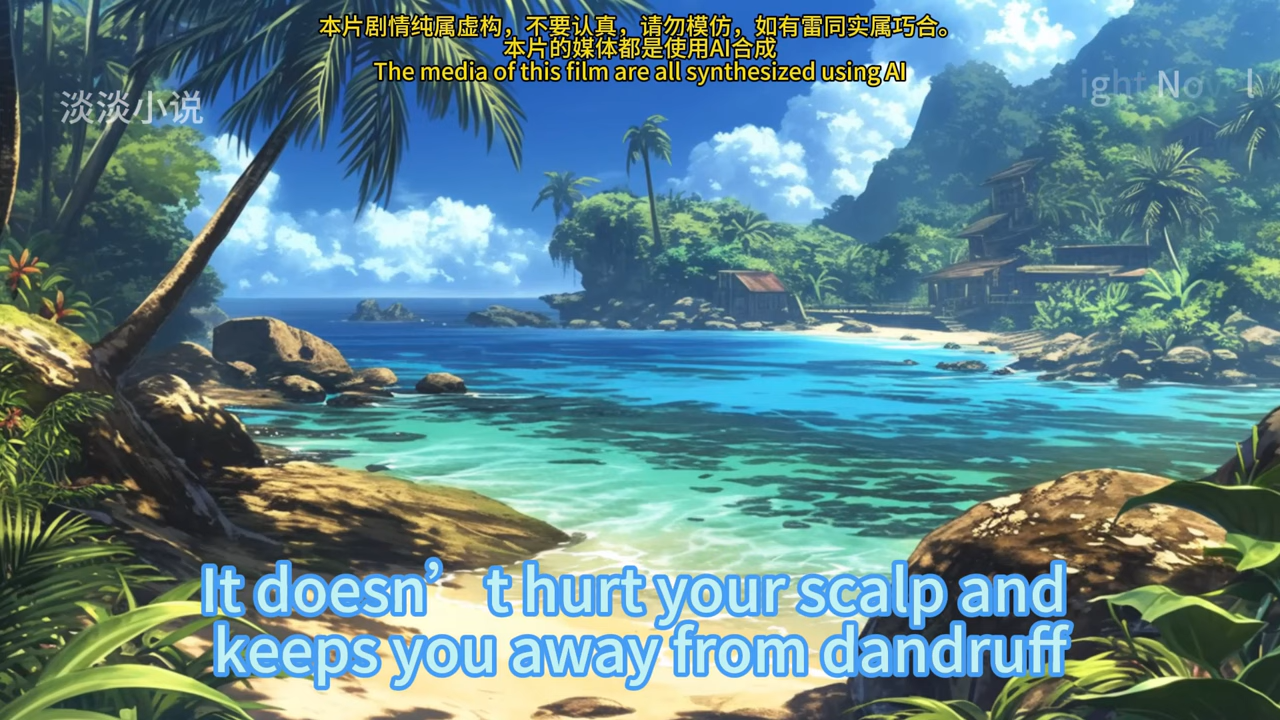 本片剧情纯属虚构，不要认真，请勿模仿，如有雷同实属巧合。
本片的媒体都是使用AI合成
The media of this film are all synthesized using AI
淡淡小说
ight Nov l
It doesn’t hurt your scalp and
keeps you away from dandruff